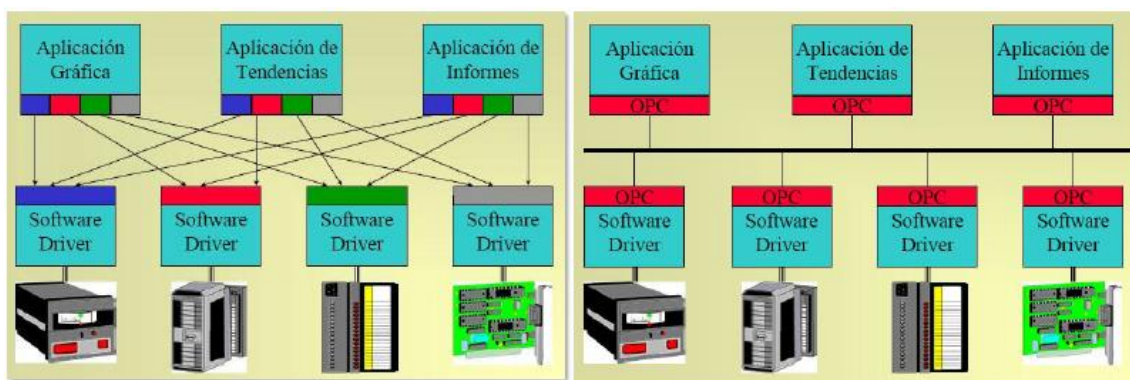 Aplicación
Gráfica
Aplicación de
Tendencias
Aplicación de
Informes
Software
Driver
Software
Driver
Software
Driver
Software
Driver
Aplicación
Gráfica
OPC
Aplicación de
Tendencias
OPC
Aplicación de
Informes
OPC
OPC
Software
Driver
OPC
Software
Driver
OPC
Software
Driver
OPC
Software
Driver